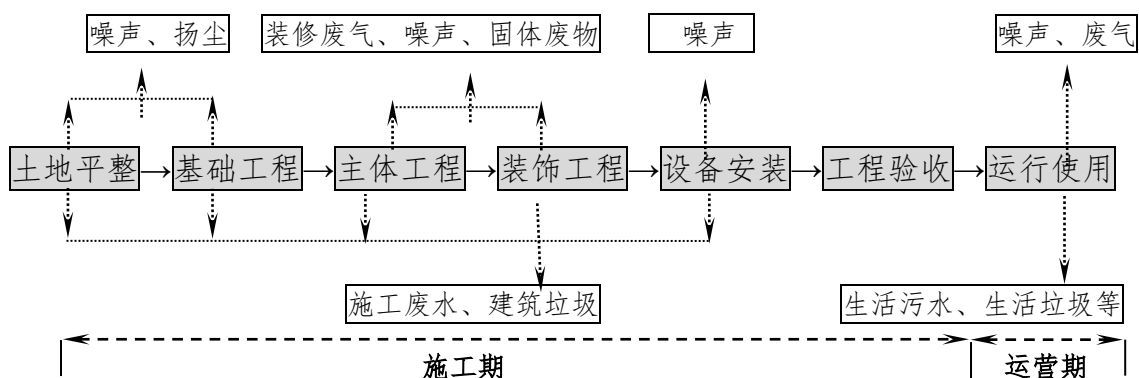 噪声、扬尘
装修废气、噪声、固体废物
噪声
噪声、废气
土地平整→基础工程→主体工程→装饰工程→设备安装→工程验收→运行使用
施工废水、建筑垃圾
生活污水、生活垃圾等
施工期
运营期